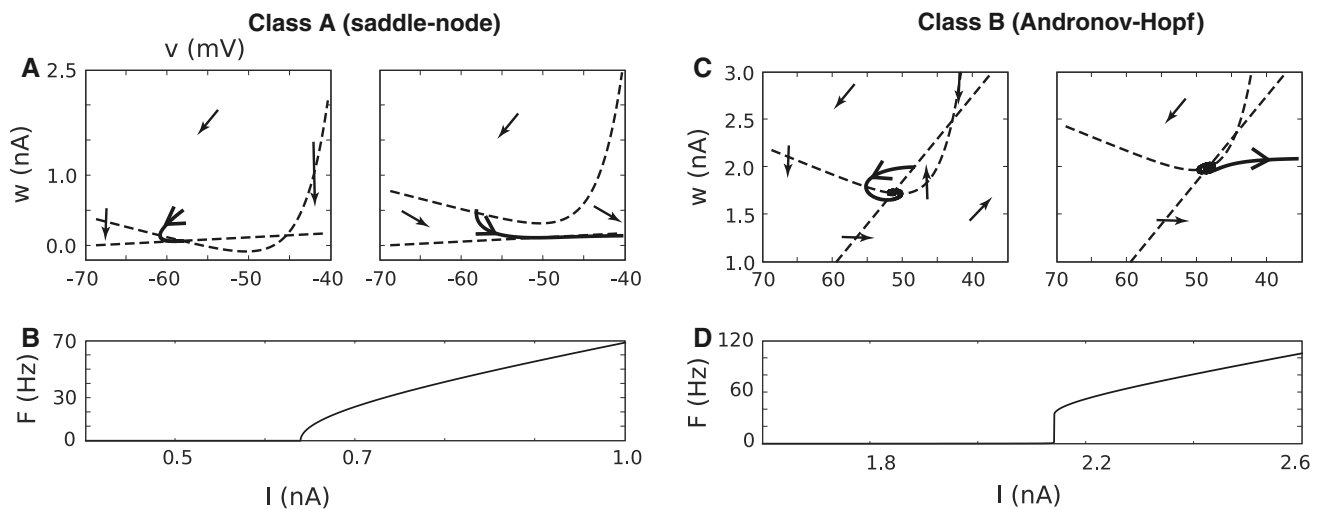 Class A (saddle-node)
Class B (Andronov-Hopf)
v (mV)
A
2.5
1.0
0.0
w (nA)
-70
-60
-50
-40
-70
-60
-50
-40
C
3.0
2.5
2.0
1.5
1.0
w (nA)
70
60
50
40
70
60
50
40
B
70
30
0
F (Hz)
0.5
0.7
1.0
I (nA)
D
120
60
0
F (Hz)
1.8
2.2
2.6
I (nA)